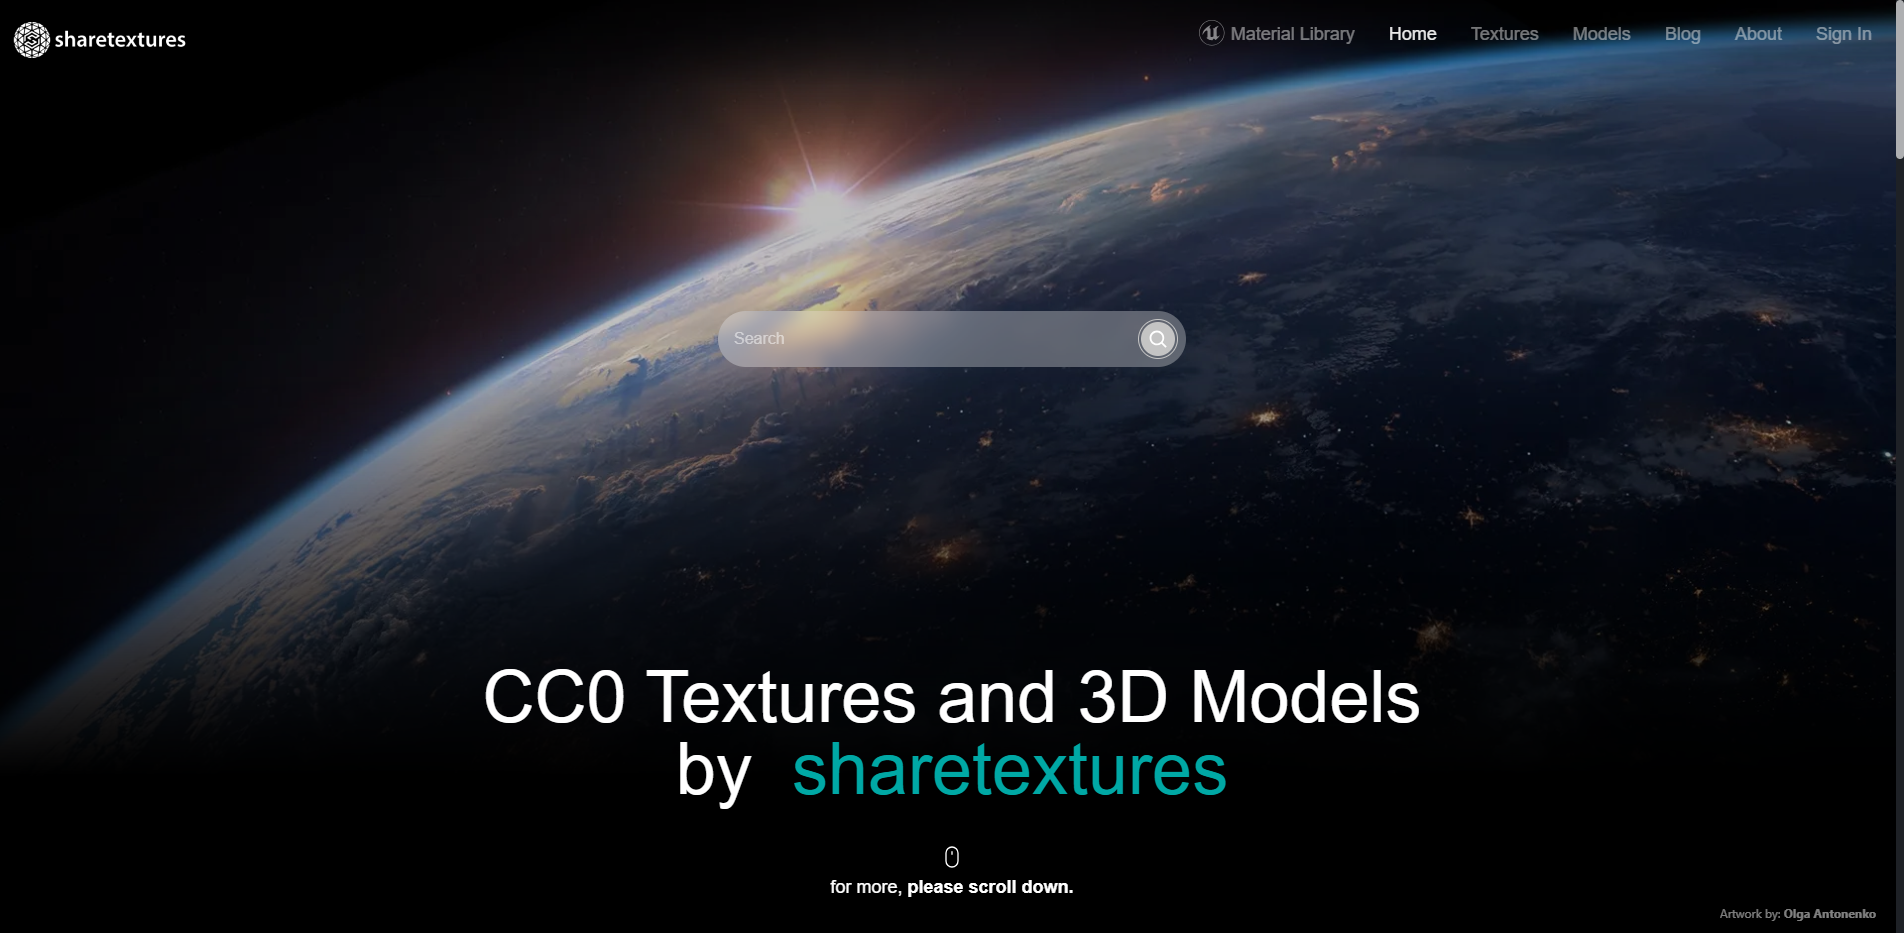 sharetextures
Material Library Home Textures Models Blog About Sign In
Search
CC0 Textures and 3D Models
by sharetextures
for more, please scroll down.
Artwork by: Olga Antonenko